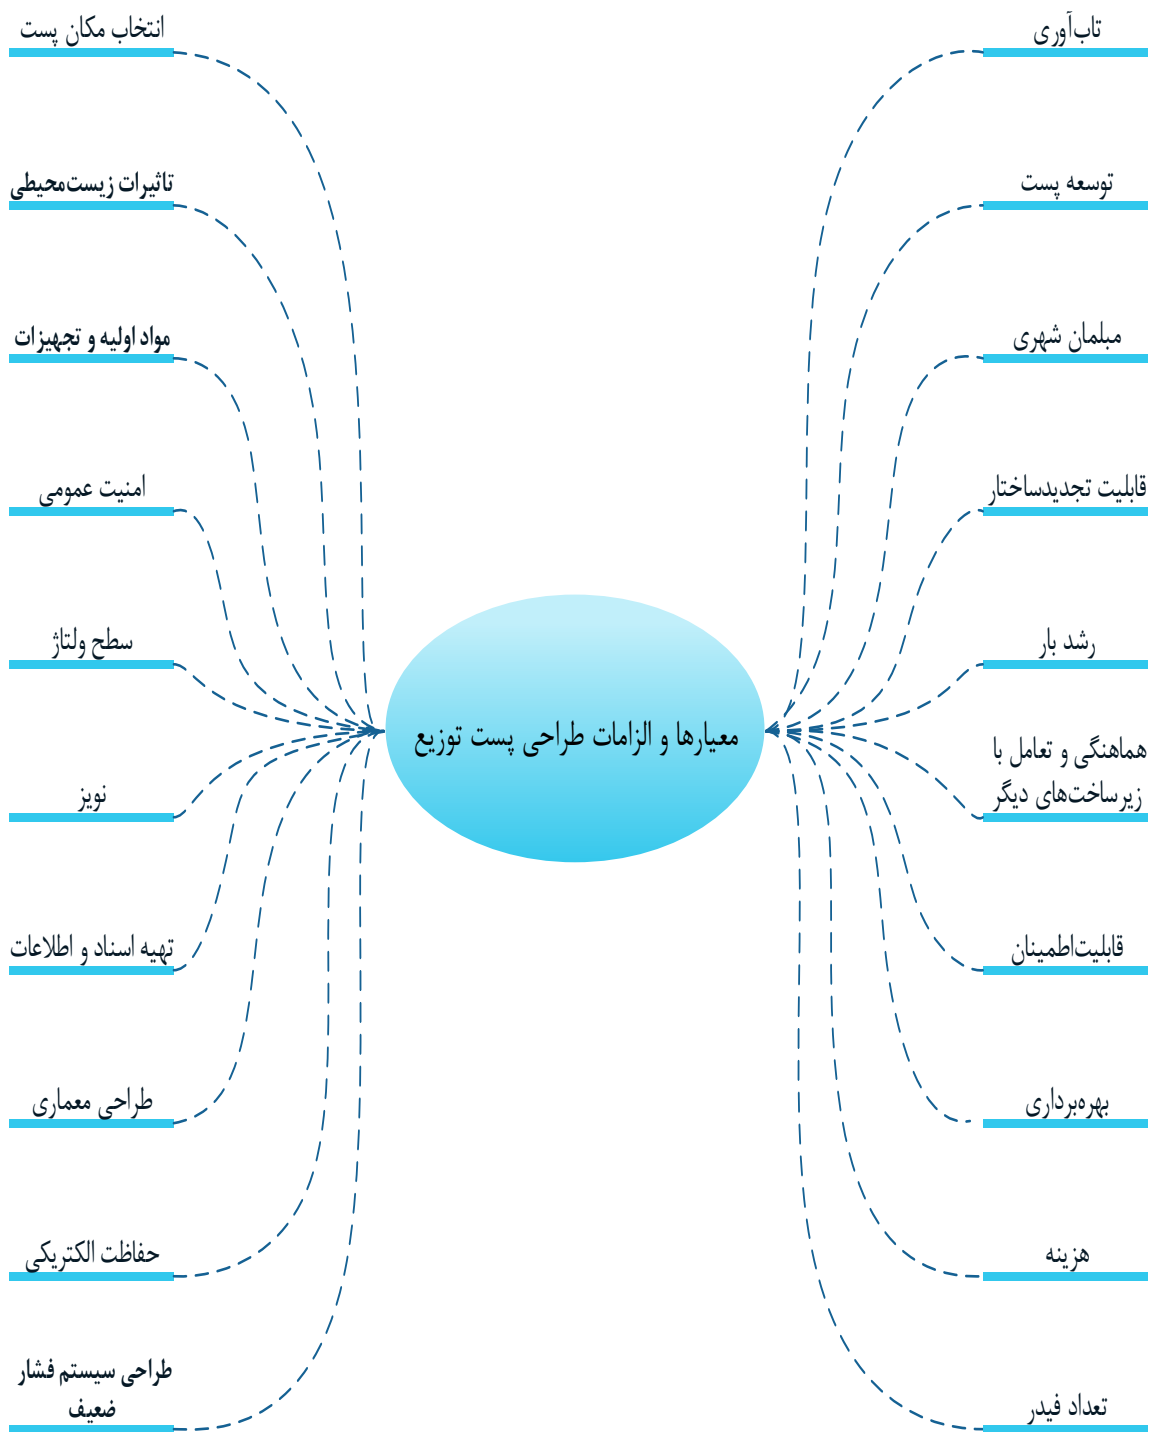 تاب‌آوری
توسعه پست
مبلمان شهری
قابلیت تجدیدساختار
رشد بار
هماهنگی و تعامل با
زیرساخت‌های دیگر
قابلیت‌اطمینان
بهره‌برداری
هزینه
تعداد فیدر
معیارها و الزامات طراحی پست توزیع
انتخاب مکان پست
تاثیرات زیست‌محیطی
مواد اولیه و تجهیزات
امنیت عمومی
سطح ولتاژ
نویز
تهیه اسناد و اطلاعات
طراحی معماری
حفاظت الکتریکی
طراحی سیستم فشار
ضعیف